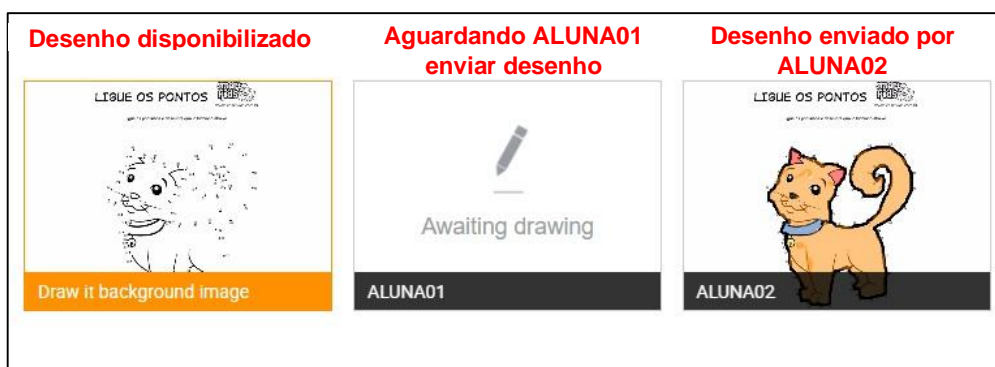 Desenho disponibilizado
Aguardando ALUNA01
enviar desenho
Desenho enviado por
ALUNA02
LIGUE OS PONTOS
Draw it background image
Awaiting drawing
ALUNA01
LIGUE OS PONTOS
ALUNA02